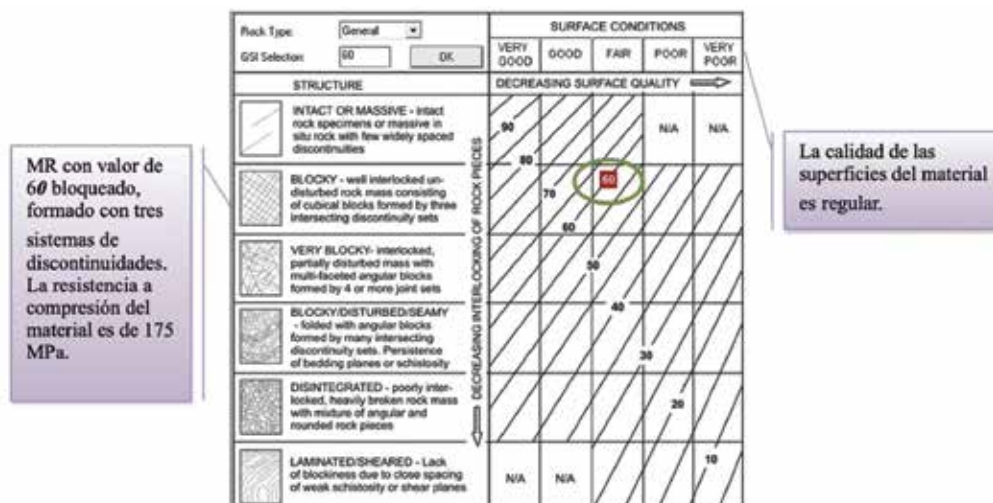 MR con valor de
60 bloqueado,
formado con tres
sistemas de
discontinuidades.
La resistencia a
compresión del
material es de 175
MPa.
Rock Type:
General
GSI Selection:
60
OK
STRUCTURE
SURFACE CONDITIONS
VERY
GOOD
GOOD
FAIR
POOR
VERY
POOR
DECREASING SURFACE QUALITY
DECREASING INTERLOCKING OF ROCK PIECES
INTACT OR MASSIVE - intact
rock specimens or massive in
situ rock with few widely spaced
discontinuities
BLOCKY - well interlocked un-
disturbed rock mass consisting
of cubical blocks formed by three
intersecting discontinuity sets
VERY BLOCKY- interlocked,
partially disturbed mass with
multi-faceted angular blocks
formed by 4 or more joint sets
BLOCKY/DISTURBED/SEAMY
- folded with angular blocks
formed by many intersecting
discontinuity sets. Persistence
of bedding planes or schistosity
DISINTEGRATED - poorly inter-
locked, heavily broken rock mass
with mixture of angular and
rounded rock pieces
LAMINATED/SHEARED - Lack
of blockiness due to close spacing
of weak schistosity or shear planes
90
80
70
60
60
50
40
30
20
10
N/A
N/A
N/A
N/A
La calidad de las
superficies del material
es regular.